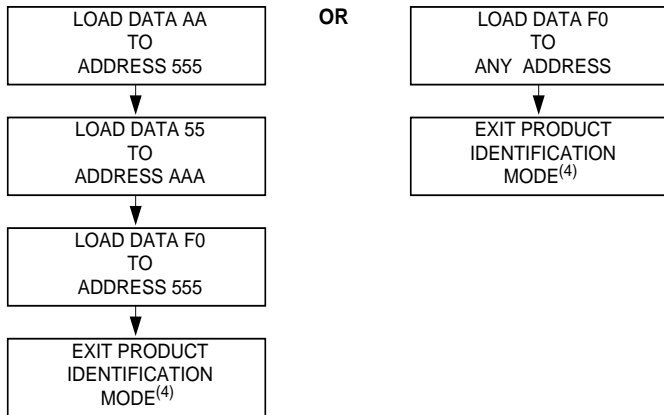 LOAD DATA AA
TO
ADDRESS 555
LOAD DATA 55
TO
ADDRESS AAA
LOAD DATA F0
TO
ADDRESS 555
EXIT PRODUCT
IDENTIFICATION
MODE(4)
OR
LOAD DATA F0
TO
ANY ADDRESS
EXIT PRODUCT
IDENTIFICATION
MODE(4)